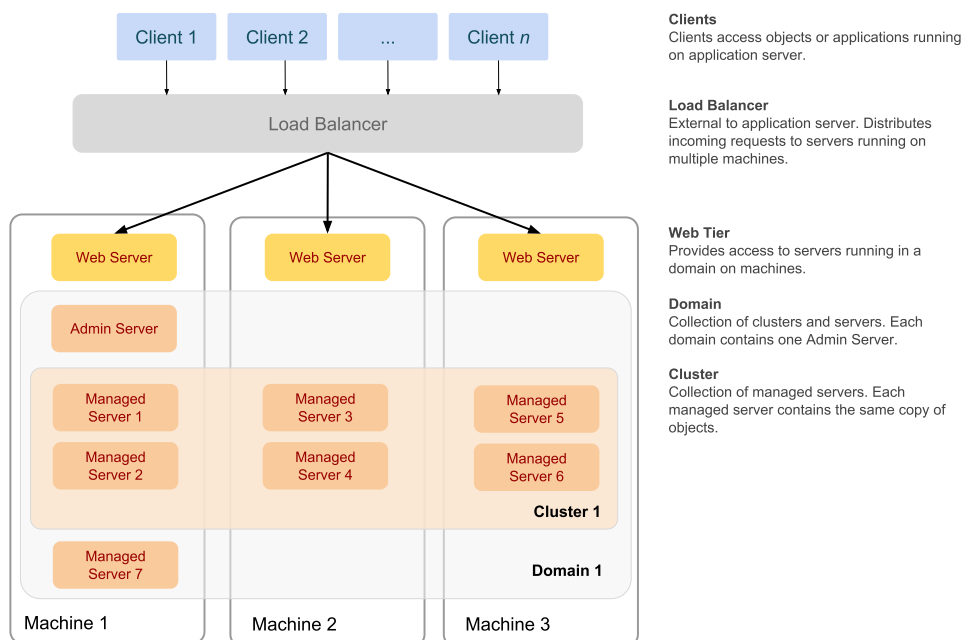 Client 1
Client 2
...
Client n
Load Balancer
Web Server
Web Server
Web Server
Admin Server
Managed
Server 1
Managed
Server 3
Managed
Server 5
Managed
Server 2
Managed
Server 4
Managed
Server 6
Cluster 1
Managed
Server 7
Domain 1
Machine 1
Machine 2
Machine 3
Clients
Clients access objects or applications running
on application server.
Load Balancer
External to application server. Distributes
incoming requests to servers running on
multiple machines.
Web Tier
Provides access to servers running in a
domain on machines.
Domain
Collection of clusters and servers. Each
domain contains one Admin Server.
Cluster
Collection of managed servers. Each
managed server contains the same copy of
objects.